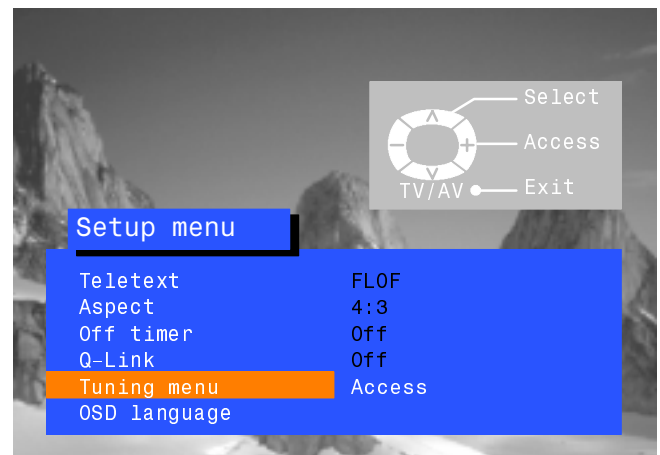 Select
Access
TV/AV Exit
Setup menu
Teletext FLOF
Aspect 4:3
Off timer Off
Q-Link Off
Tuning menu Access
OSD language